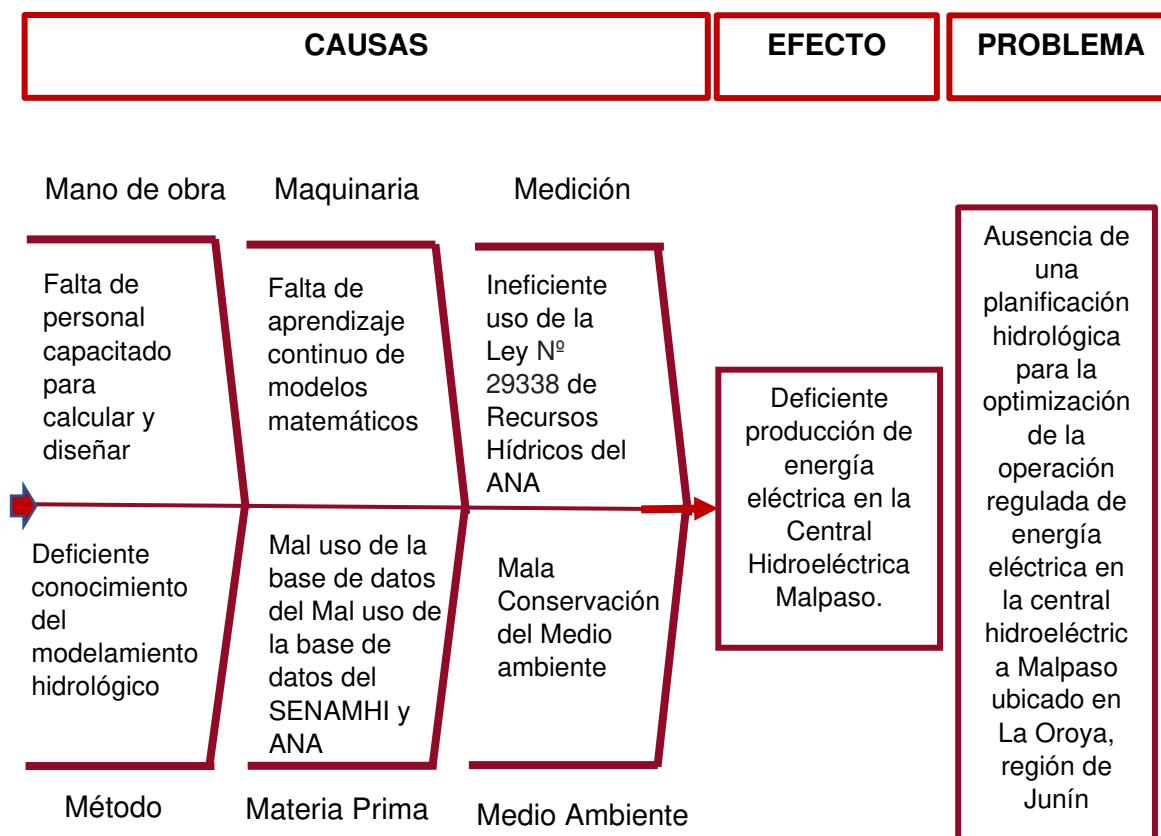 CAUSAS
EFECTO
PROBLEMA
Mano de obra
Maquinaria
Medición
Falta de
personal
capacitado
para
calcular y
diseñar
Falta de
aprendizaje
continuo de
modelos
matemáticos
Ineficiente
uso de la
Ley Nº
29338 de
Recursos
Hídricos del
ANA
Deficiente
conocimiento
del
modelamiento
hidrológico
Mal uso de la
base de datos
del Mal uso de
la base de
datos del
SENAMHI y
ANA
Mala
Conservación
del Medio
ambiente
Método
Materia Prima
Medio Ambiente
Deficiente
producción de
energía
eléctrica en la
Central
Hidroeléctrica
Malpaso.
Ausencia de
una
planificación
hidrológica
para la
optimización
de la
operación
regulada de
energía
eléctrica en
la central
hidroeléctric
a Malpaso
ubicado en
La Oroya,
región de
Junín